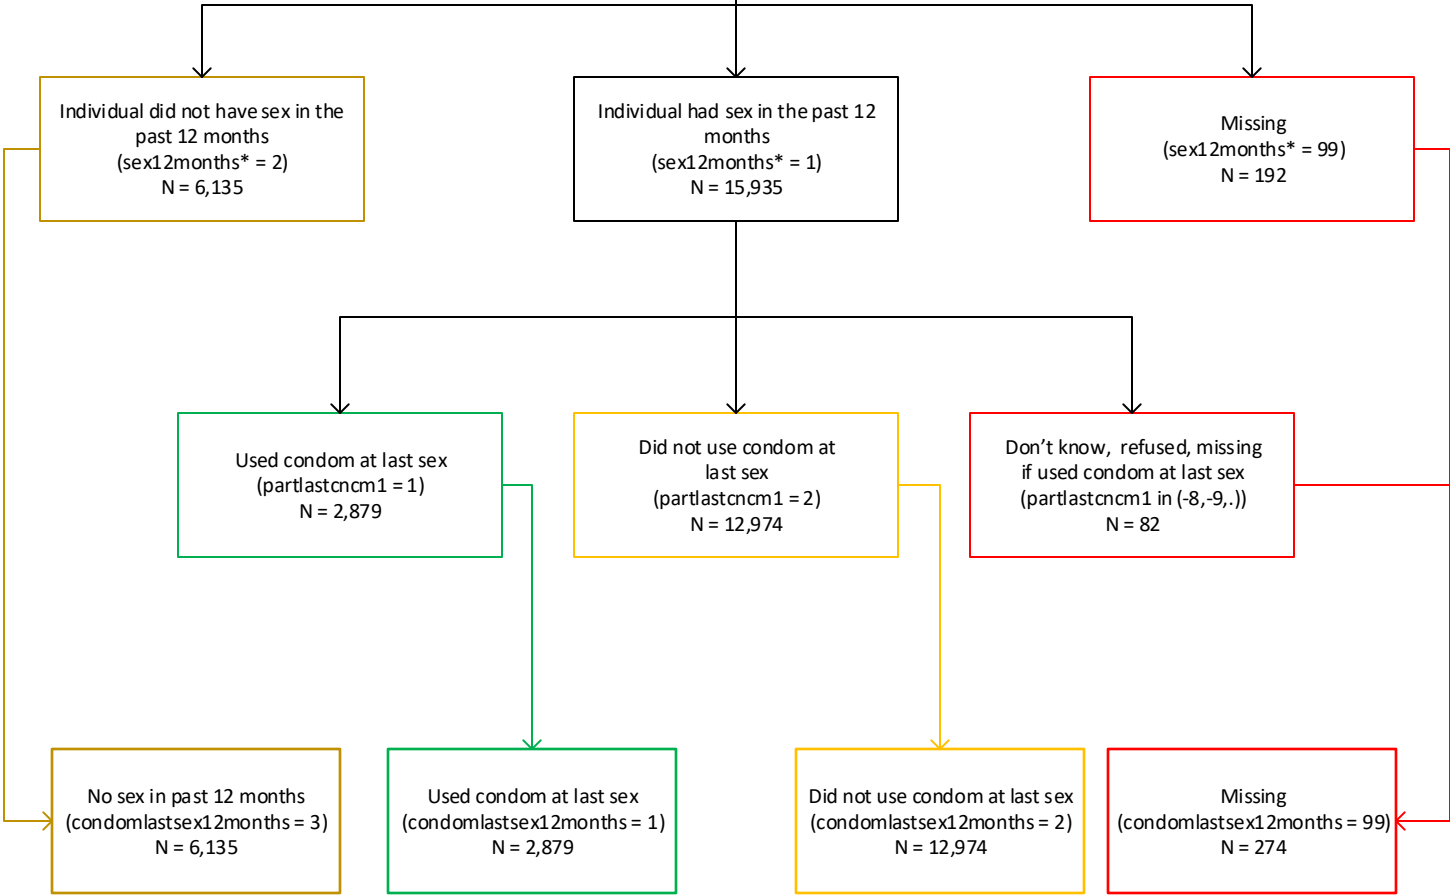 Individual did not have sex in the
past 12 months
(sex12months* = 2)
N = 6,135
Individual had sex in the past 12
months
(sex12months* = 1)
N = 15,935
Missing
(sex12months* = 99)
N = 192
Used condom at last sex
(partlastcncm1 = 1)
N = 2,879
Did not use condom at
last sex
(partlastcncm1 = 2)
N = 12,974
Don’t know, refused, missing
if used condom at last sex
(partlastcncm1 in (-8,-9,.))
N = 82
No sex in past 12 months
(condomlastsex12months = 3)
N = 6,135
Used condom at last sex
(condomlastsex12months = 1)
N = 2,879
Did not use condom at last sex
(condomlastsex12months = 2)
N = 12,974
Missing
(condomlastsex12months = 99)
N = 274